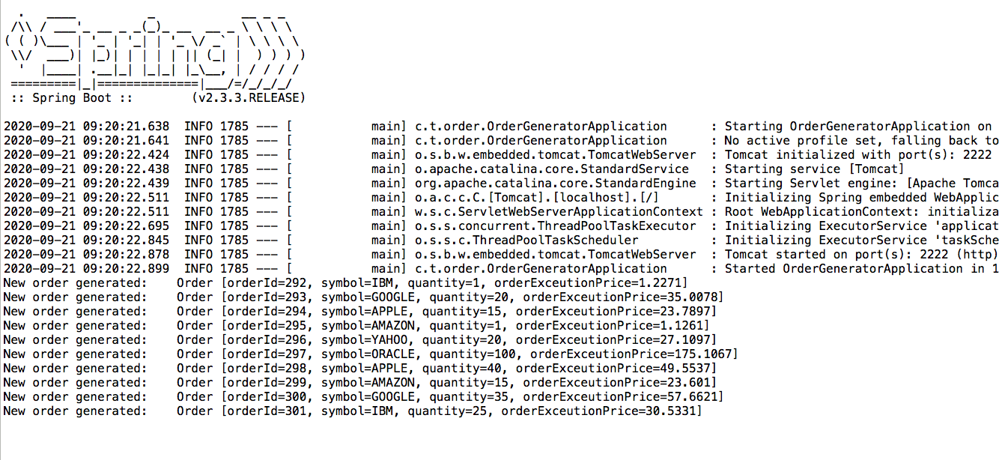 .   ____          _            __ _ _
 /\\ / ___'_ __ _ _(_)_ __  __ _ \ \ \ \
( ( )\___ | '_ | '_| | '_ \/ _` | \ \ \ \
 \\/  ___)| |_)| | | | | || (_| |  ) ) ) )
  '  |____| .__|_| |_|_| |_\__, | / / / /
 =========|_|==============|___/=/_/_/_/
 :: Spring Boot ::        (v2.3.3.RELEASE)
2020-09-21 09:20:21.638  INFO 1785 --- [           main] c.t.order.OrderGeneratorApplication      : Starting OrderGeneratorApplication on
2020-09-21 09:20:21.641  INFO 1785 --- [           main] c.t.order.OrderGeneratorApplication      : No active profile set, falling back to
2020-09-21 09:20:22.424  INFO 1785 --- [           main] o.s.b.w.embedded.tomcat.TomcatWebServer  : Tomcat initialized with port(s): 2222
2020-09-21 09:20:22.438  INFO 1785 --- [           main] o.apache.catalina.core.StandardService   : Starting service [Tomcat]
2020-09-21 09:20:22.439  INFO 1785 --- [           main] org.apache.catalina.core.StandardEngine  : Starting Servlet engine: [Apache Tomca
2020-09-21 09:20:22.511  INFO 1785 --- [           main] o.a.c.c.C.[Tomcat].[localhost].[/]       : Initializing Spring embedded WebApplic
2020-09-21 09:20:22.511  INFO 1785 --- [           main] w.s.c.ServletWebServerApplicationContext : Root WebApplicationContext: initializa
2020-09-21 09:20:22.695  INFO 1785 --- [           main] o.s.s.concurrent.ThreadPoolTaskExecutor  : Initializing ExecutorService 'applicat
2020-09-21 09:20:22.845  INFO 1785 --- [           main] o.s.s.c.ThreadPoolTaskScheduler          : Initializing ExecutorService 'taskSche
2020-09-21 09:20:22.878  INFO 1785 --- [           main] o.s.b.w.embedded.tomcat.TomcatWebServer  : Tomcat started on port(s): 2222 (http)
2020-09-21 09:20:22.899  INFO 1785 --- [           main] c.t.order.OrderGeneratorApplication      : Started OrderGeneratorApplication in 1
New order generated:    Order [orderId=292, symbol=IBM, quantity=1, orderExceutionPrice=1.2271]
New order generated:    Order [orderId=293, symbol=GOOGLE, quantity=20, orderExceutionPrice=35.0078]
New order generated:    Order [orderId=294, symbol=APPLE, quantity=15, orderExceutionPrice=23.7897]
New order generated:    Order [orderId=295, symbol=AMAZON, quantity=1, orderExceutionPrice=1.1261]
New order generated:    Order [orderId=296, symbol=YAHOO, quantity=20, orderExceutionPrice=27.1097]
New order generated:    Order [orderId=297, symbol=ORACLE, quantity=100, orderExceutionPrice=175.1067]
New order generated:    Order [orderId=298, symbol=APPLE, quantity=40, orderExceutionPrice=49.5537]
New order generated:    Order [orderId=299, symbol=AMAZON, quantity=15, orderExceutionPrice=23.601]
New order generated:    Order [orderId=300, symbol=GOOGLE, quantity=35, orderExceutionPrice=57.6621]
New order generated:    Order [orderId=301, symbol=IBM, quantity=25, orderExceutionPrice=30.5331]